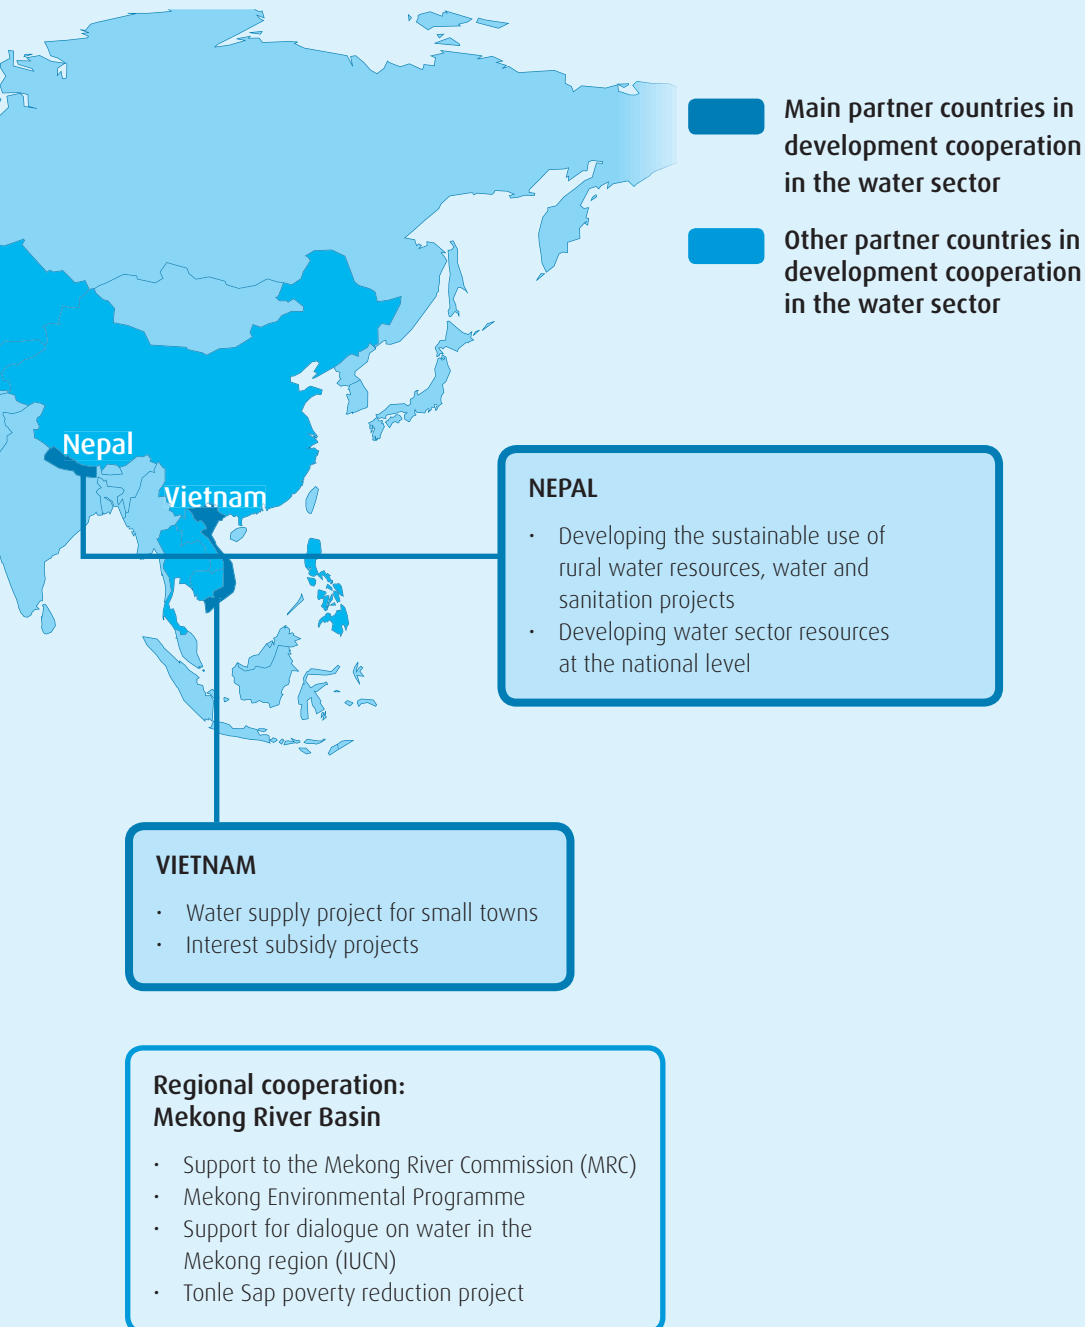 Main partner countries in
development cooperation
in the water sector
Other partner countries in
development cooperation
in the water sector
Nepal
Vietnam
NEPAL
· Developing the sustainable use of
rural water resources, water and
sanitation projects
· Developing water sector resources
at the national level
VIETNAM
· Water supply project for small towns
· Interest subsidy projects
Regional cooperation:
Mekong River Basin
· Support to the Mekong River Commission (MRC)
· Mekong Environmental Programme
· Support for dialogue on water in the
Mekong region (IUCN)
· Tonle Sap poverty reduction project